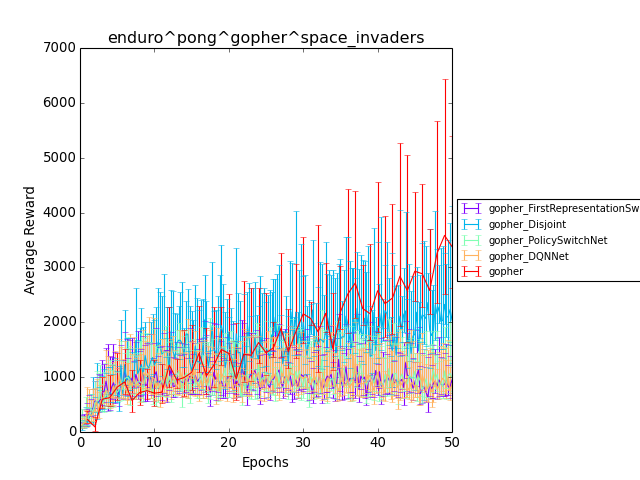 enduro^pong^gopher^space_invaders
7000
6000
5000
4000
3000
2000
1000
0
Average Reward
0 10 20 30 40 50
Epochs
gopher_FirstRepresentationSw
gopher_Disjoint
gopher_PolicySwitchNet
gopher_DQNNet
gopher